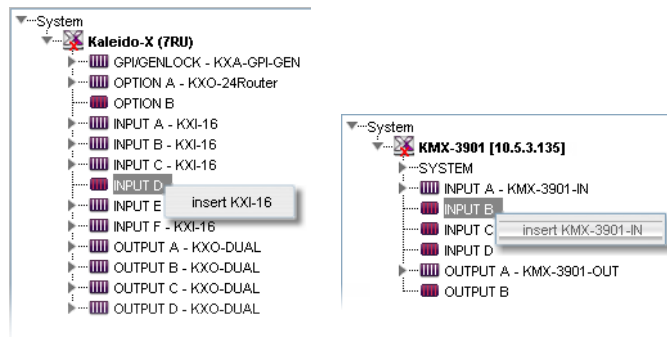 System
Kaleido-X (7RU)
GPI/GENLOCK - KXA-GPI-GEN
OPTION A - KXO-24Router
OPTION B
INPUT A - KXI-16
INPUT B - KXI-16
INPUT C - KXI-16
INPUT D
insert KXI-16
INPUT E
INPUT F - KXI-16
OUTPUT A - KXO-DUAL
OUTPUT B - KXO-DUAL
OUTPUT C - KXO-DUAL
OUTPUT D - KXO-DUAL
System
KMX-3901 [10.5.3.135]
SYSTEM
INPUT A - KMX-3901-IN
INPUT B
INPUT C
insert KMX-3901-IN
INPUT D
OUTPUT A - KMX-3901-OUT
OUTPUT B